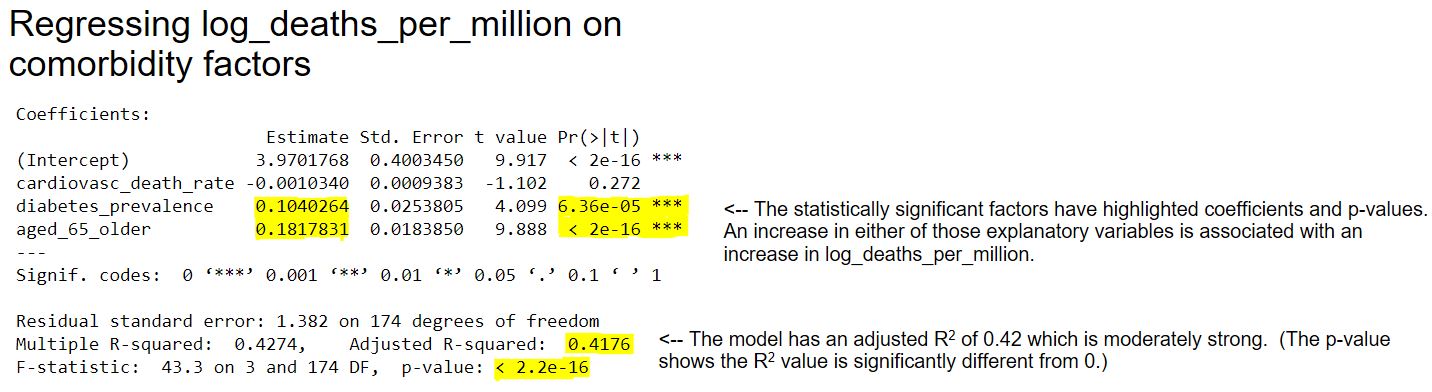 Regressing log_deaths_per_million on
comorbidity factors
Coefficients:
Estimate Std. Error t value Pr(>|t|)
(Intercept) 3.9701768 0.4003450 9.917 < 2e-16 ***
cardiovasc_death_rate -0.0010340 0.0009383 -1.102 0.272
diabetes_prevalence 0.1040264 0.0253805 4.099 6.36e-05 ***
aged_65_older 0.1817831 0.0183850 9.888 < 2e-16 ***
---
Signif. codes: 0 ‘***’ 0.001 ‘**’ 0.01 ‘*’ 0.05 ‘.’ 0.1 ‘ ’ 1
<-- The statistically significant factors have highlighted coefficients and p-values.
An increase in either of those explanatory variables is associated with an
increase in log_deaths_per_million.
Residual standard error: 1.382 on 174 degrees of freedom
Multiple R-squared: 0.4274, Adjusted R-squared: 0.4176
F-statistic: 43.3 on 3 and 174 DF, p-value: < 2.2e-16
<-- The model has an adjusted R² of 0.42 which is moderately strong. (The p-value
shows the R² value is significantly different from 0.)